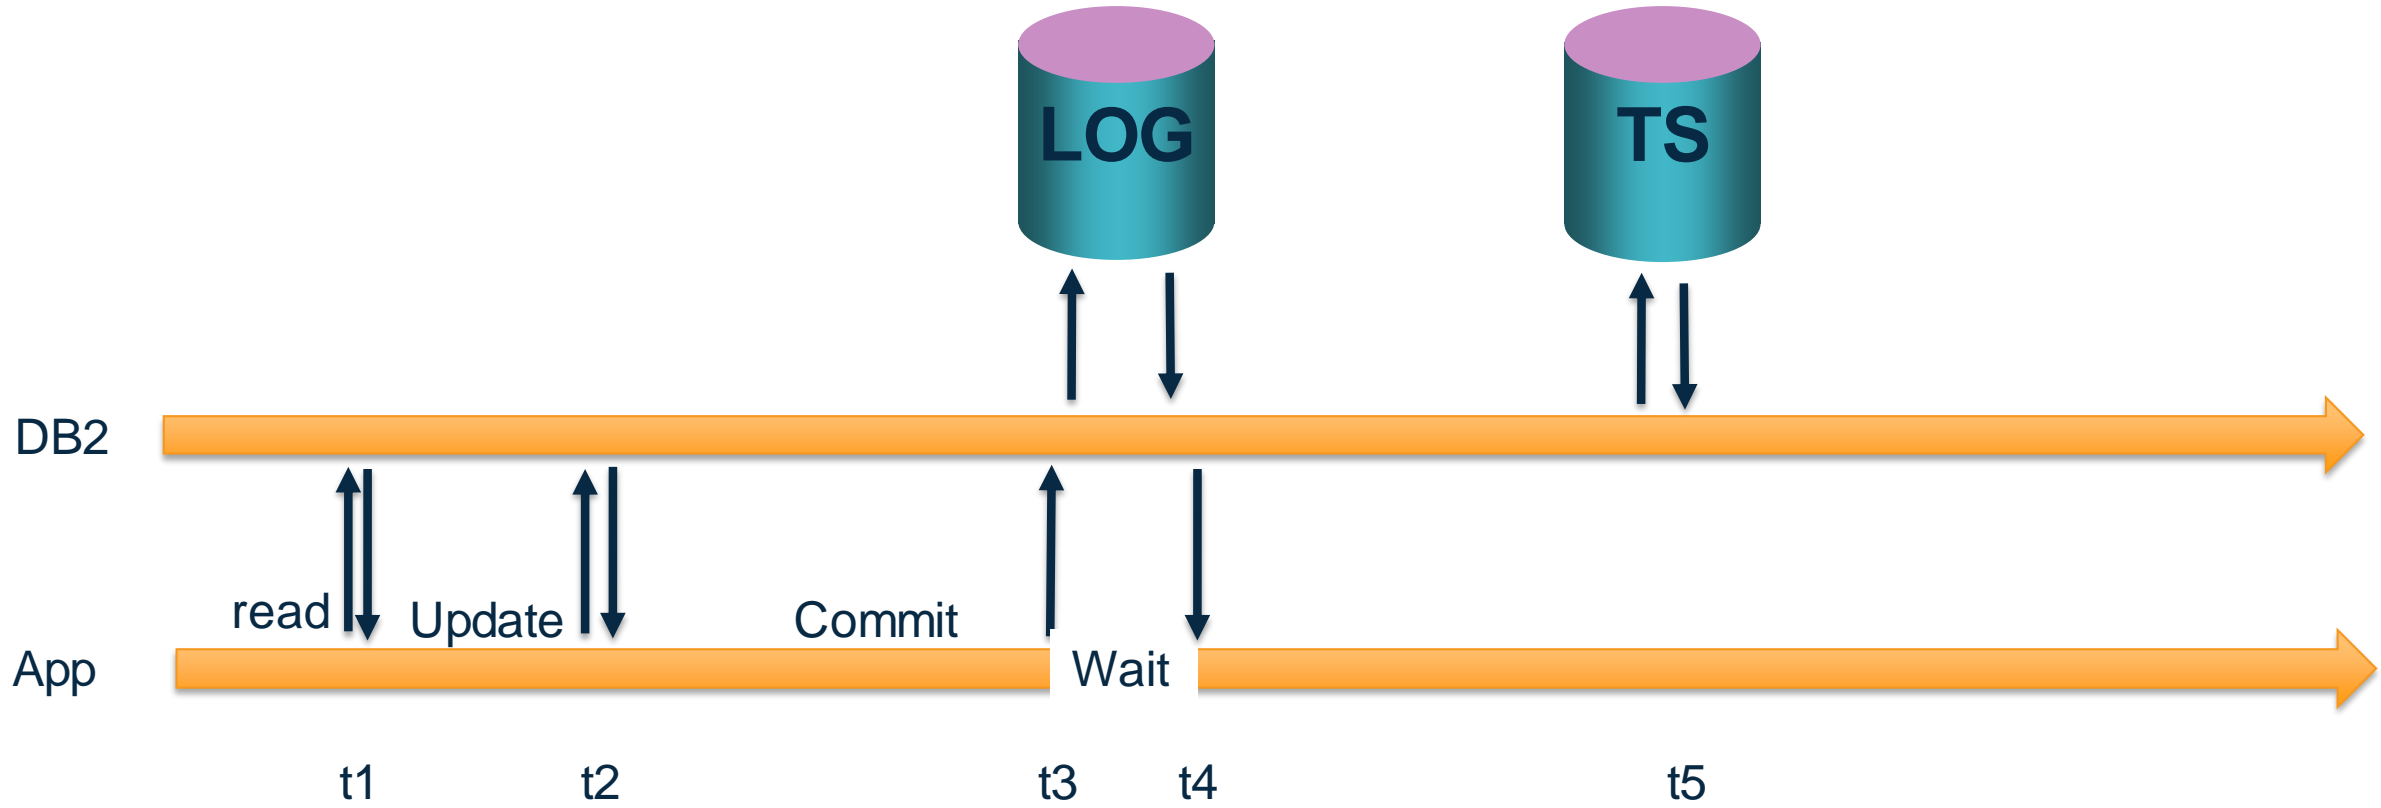 LOG
TS
DB2
read
Update
Commit
App
Wait
t1
t2
t3
t4
t5